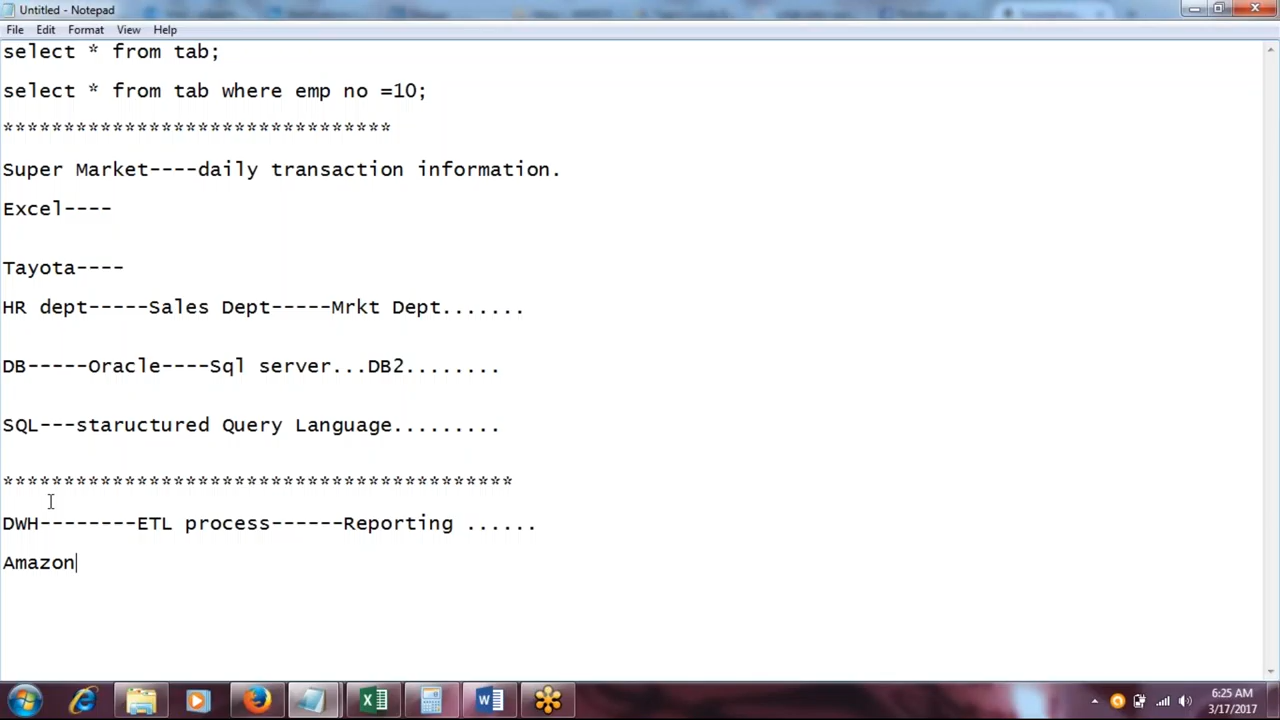 Untitled - Notepad
File Edit Format View Help
select * from tab;
select * from tab where emp no =10;
********************************
Super Market----daily transaction information.
Excel----
Tayota----
HR dept-----Sales Dept-----Mrkt Dept.......
DB-----Oracle----Sql server...DB2........
SQL---staructured Query Language.........
******************************************
DWH--------ETL process------Reporting ......
Amazon
6:25 AM
3/17/2017